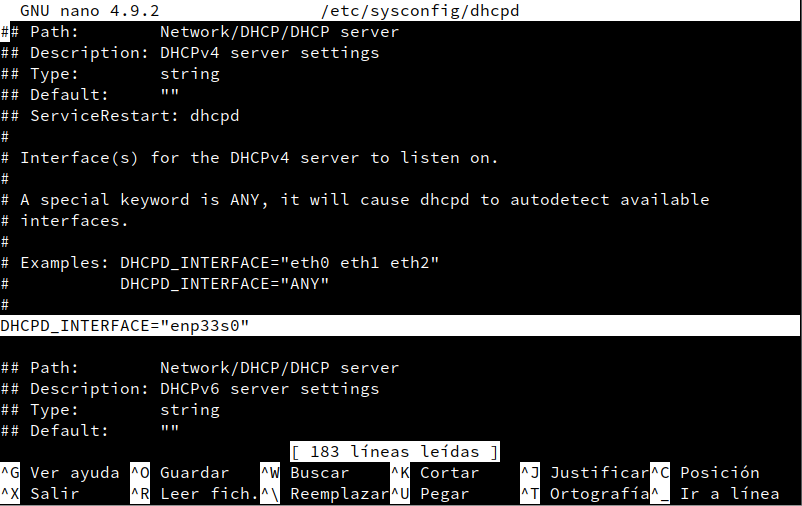 GNU nano 4.9.2 /etc/sysconfig/dhcpd
## Path: Network/DHCP/DHCP server
## Description: DHCPv4 server settings
## Type: string
## Default: ""
## ServiceRestart: dhcpd
#
# Interface(s) for the DHCPv4 server to listen on.
#
# A special keyword is ANY, it will cause dhcpd to autodetect available
# interfaces.
#
# Examples: DHCPD_INTERFACE="eth0 eth1 eth2"
# DHCPD_INTERFACE="ANY"
#
DHCPD_INTERFACE="enp33s0"
## Path: Network/DHCP/DHCP server
## Description: DHCPv6 server settings
## Type: string
## Default: ""
[ 183 líneas leídas ]
^G Ver ayuda ^O Guardar ^W Buscar ^K Cortar ^J Justificar ^C Posición
^X Salir ^R Leer fich. ^\ Reemplazar ^U Pegar ^T Ortografía ^_ Ir a línea